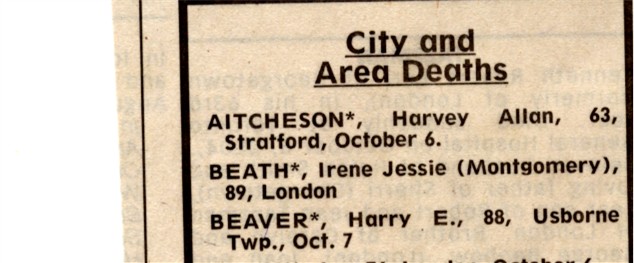 City and
Area Deaths
AITCHESON*, Harvey Allan, 63,
Stratford, October 6.
BEATH*, Irene Jessie (Montgomery),
89, London
BEAVER*, Harry E., 88, Usborne
Twp., Oct. 7